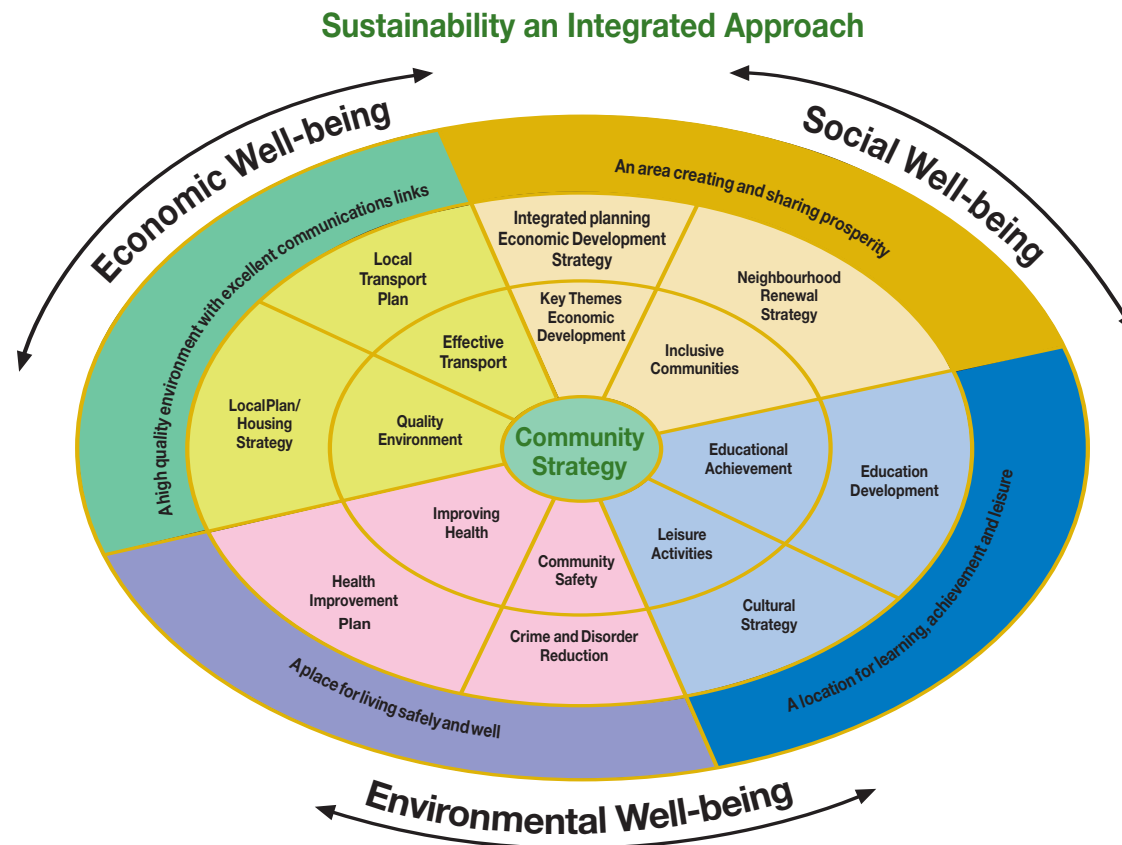 Sustainability an Integrated Approach
Economic Well-being
Social Well-being
A high quality environment with excellent communications links
An area creating and sharing prosperity
Local
Transport
Plan
Integrated planning
Economic Development
Strategy
Neighbourhood
Renewal
Strategy
Effective
Transport
Key Themes
Economic
Development
Inclusive
Communities
LocalPlan/
Housing
Strategy
Quality
Environment
Community
Strategy
Educational
Achievement
Education
Development
Improving
Health
Community
Safety
Leisure
Activities
Health
Improvement
Plan
Crime and Disorder
Reduction
Cultural
Strategy
A place for living safely and well
A location for learning, achievement and leisure
Environmental Well-being